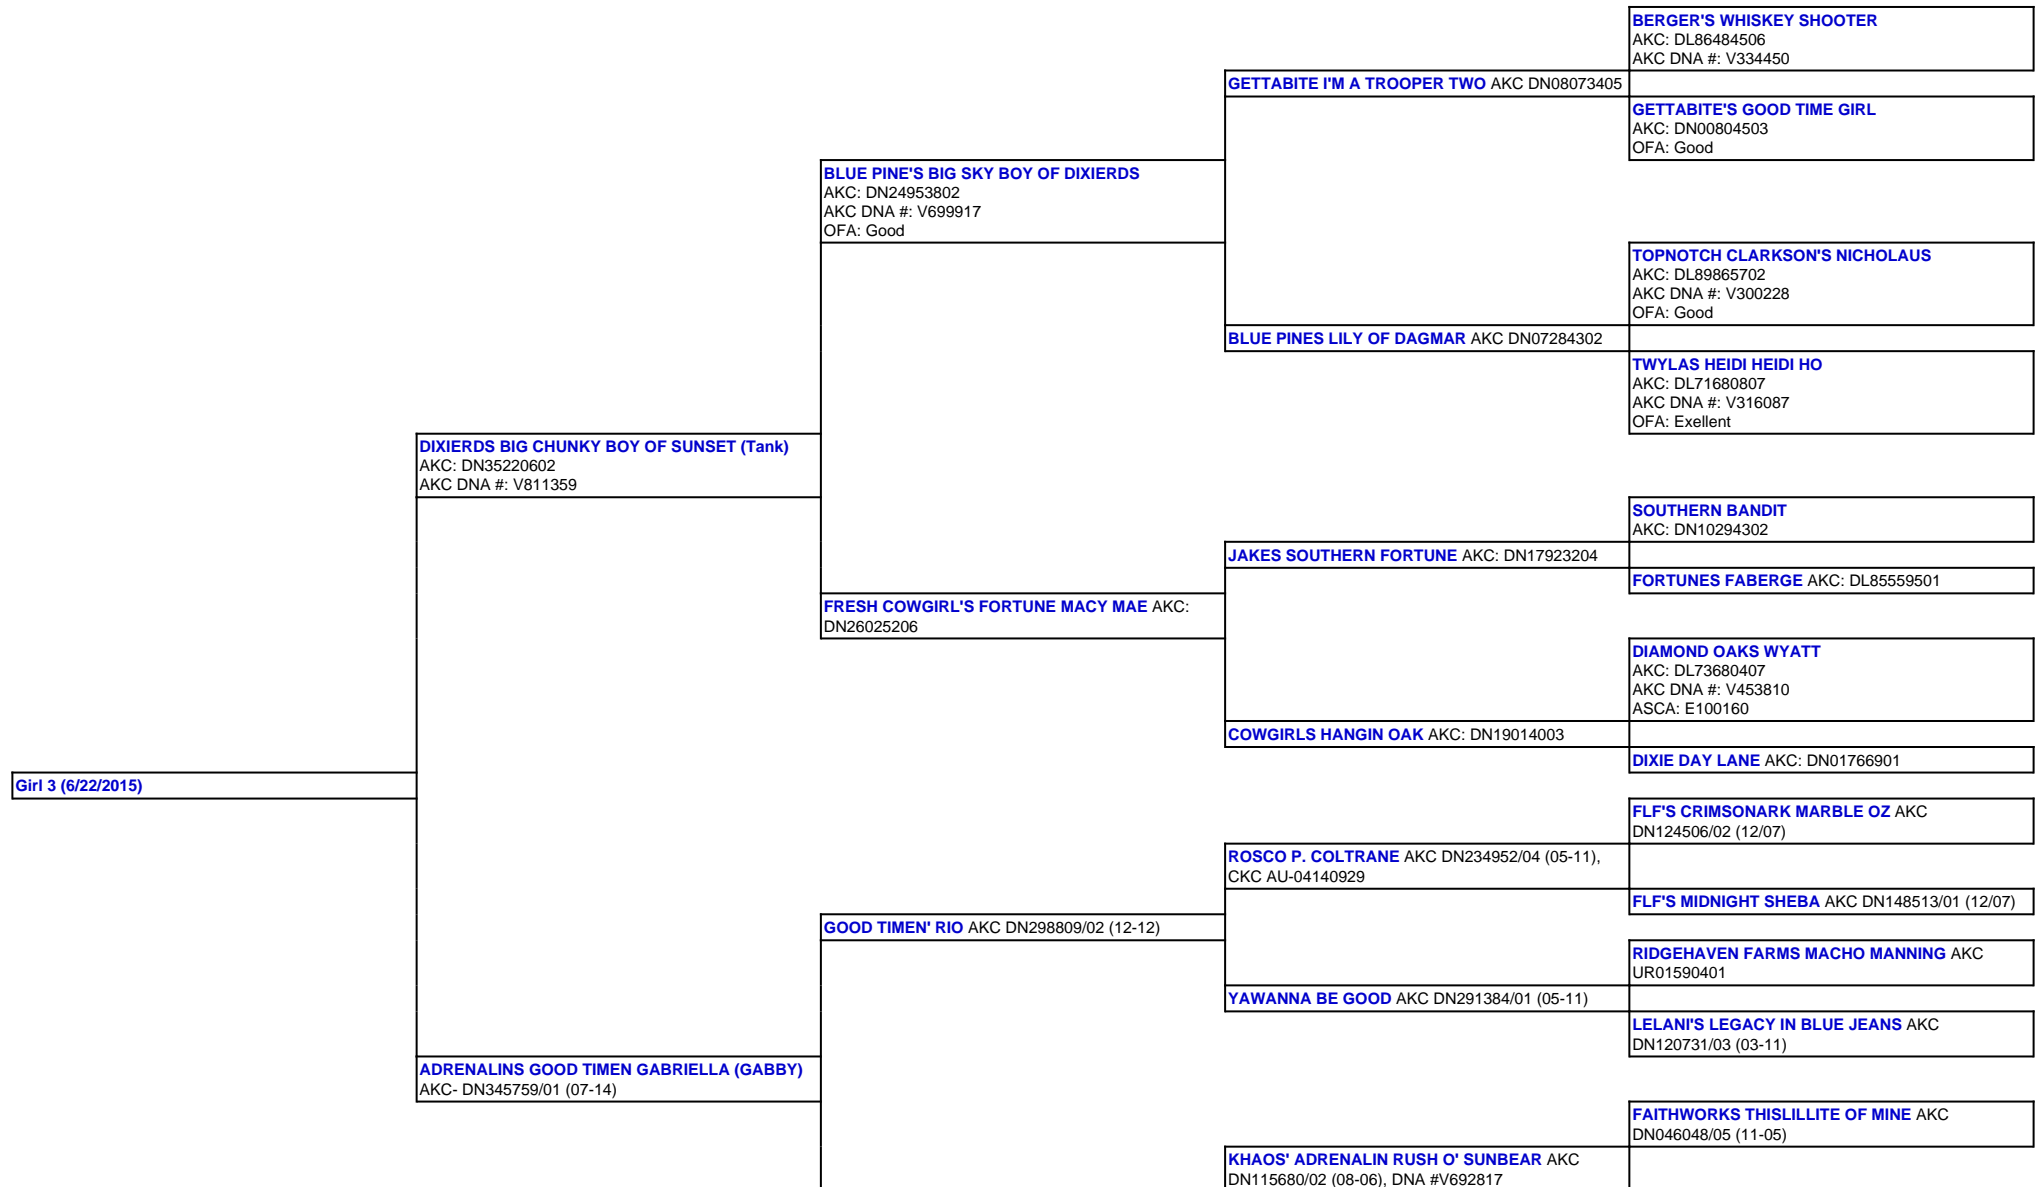 BERGER'S WHISKEY SHOOTER
AKC: DL86484506
AKC DNA #: V334450
GETTABITE I'M A TROOPER TWO AKC DN08073405
GETTABITE'S GOOD TIME GIRL
AKC: DN00804503
OFA: Good
BLUE PINE'S BIG SKY BOY OF DIXIERDS
AKC: DN24953802
AKC DNA #: V699917
OFA: Good
TOPNOTCH CLARKSON'S NICHOLAUS
AKC: DL89865702
AKC DNA #: V300228
OFA: Good
BLUE PINES LILY OF DAGMAR AKC DN07284302
TWYLAS HEIDI HEIDI HO
AKC: DL71680807
AKC DNA #: V316087
OFA: Exellent
DIXIERDS BIG CHUNKY BOY OF SUNSET (Tank)
AKC: DN35220602
AKC DNA #: V811359
SOUTHERN BANDIT
AKC: DN10294302
JAKES SOUTHERN FORTUNE AKC: DN17923204
FORTUNES FABERGE AKC: DL85559501
FRESH COWGIRL'S FORTUNE MACY MAE AKC:
DN26025206
DIAMOND OAKS WYATT
AKC: DL73680407
AKC DNA #: V453810
ASCA: E100160
COWGIRLS HANGIN OAK AKC: DN19014003
DIXIE DAY LANE AKC: DN01766901
Girl 3 (6/22/2015)
FLF'S CRIMSONARK MARBLE OZ AKC
DN124506/02 (12/07)
ROSCO P. COLTRANE AKC DN234952/04 (05-11),
CKC AU-04140929
FLF'S MIDNIGHT SHEBA AKC DN148513/01 (12/07)
GOOD TIMEN' RIO AKC DN298809/02 (12-12)
RIDGEHAVEN FARMS MACHO MANNING AKC
UR01590401
YAWANNA BE GOOD AKC DN291384/01 (05-11)
LELANI'S LEGACY IN BLUE JEANS AKC
DN120731/03 (03-11)
ADRENALINS GOOD TIMEN GABRIELLA (GABBY)
AKC- DN345759/01 (07-14)
FAITHWORKS THISLILLITE OF MINE AKC
DN046048/05 (11-05)
KHAOS' ADRENALIN RUSH O' SUNBEAR AKC
DN115680/02 (08-06), DNA #V692817